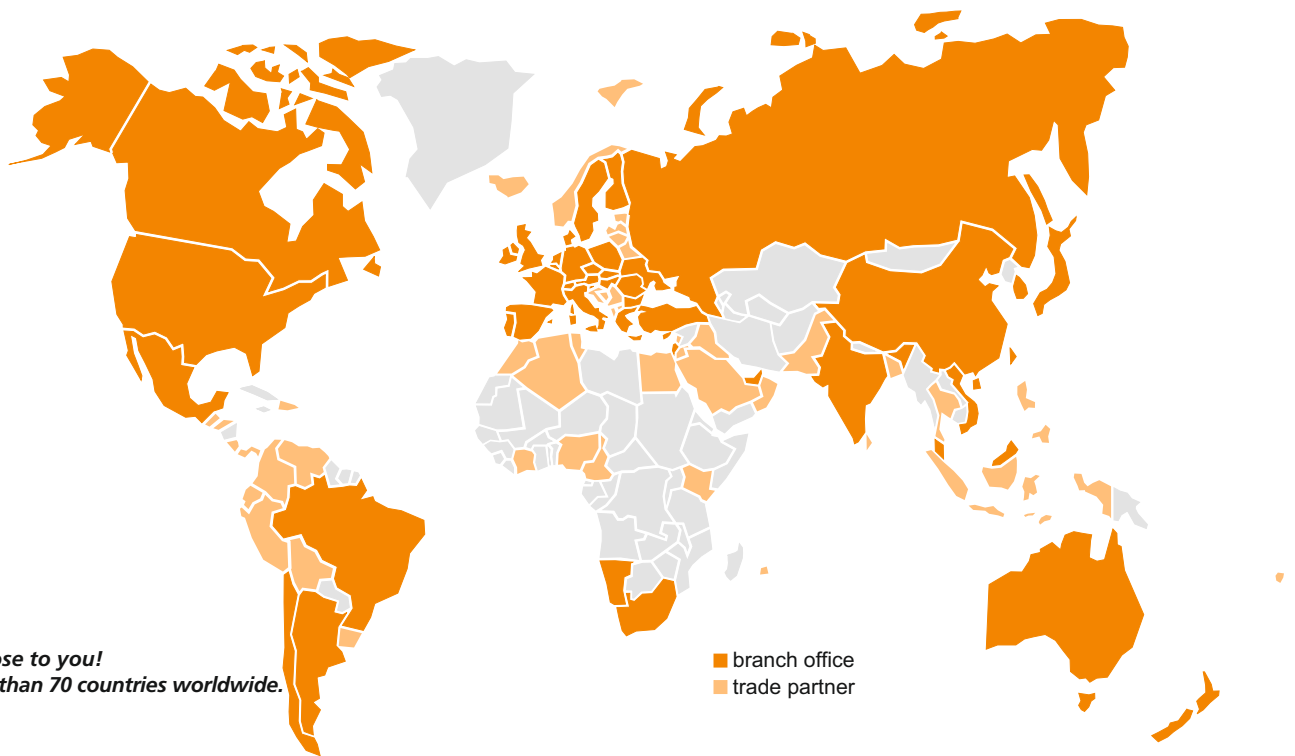 ose to you!
than 70 countries worldwide.
branch office
trade partner